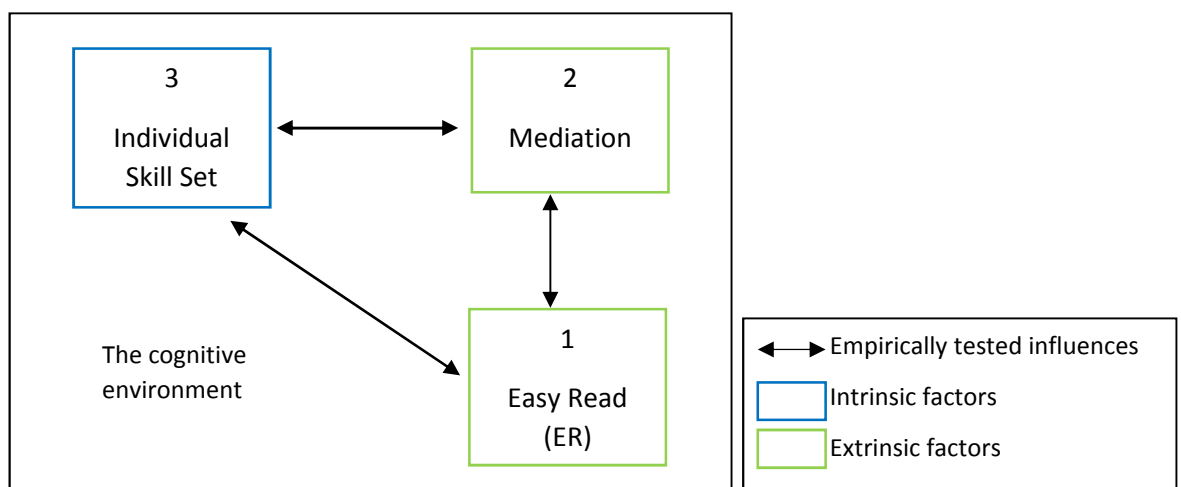 3
Individual
Skill Set
2
Mediation
The cognitive
environment
1
Easy Read
(ER)
Empirically tested influences
Intrinsic factors
Extrinsic factors